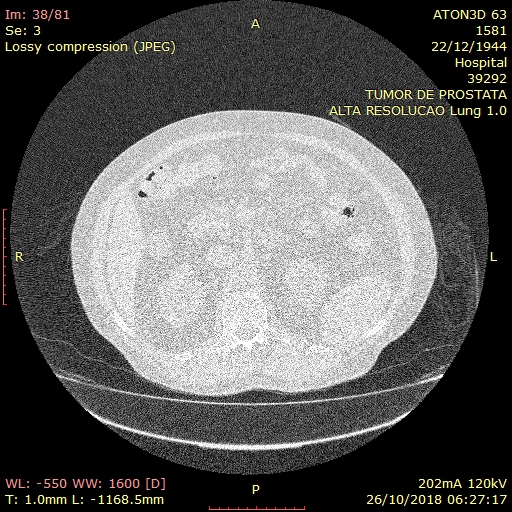 Im: 38/81
Se: 3
Lossy compression (JPEG)
A
ATON3D 63
1581
22/12/1944
Hospital
39292
TUMOR DE PROSTATA
ALTA RESOLUCAO Lung 1.0
R
L
WL: -550 WW: 1600 [D]
T: 1.0mm L: -1168.5mm
P
202mA 120kV
26/10/2018 06:27:17